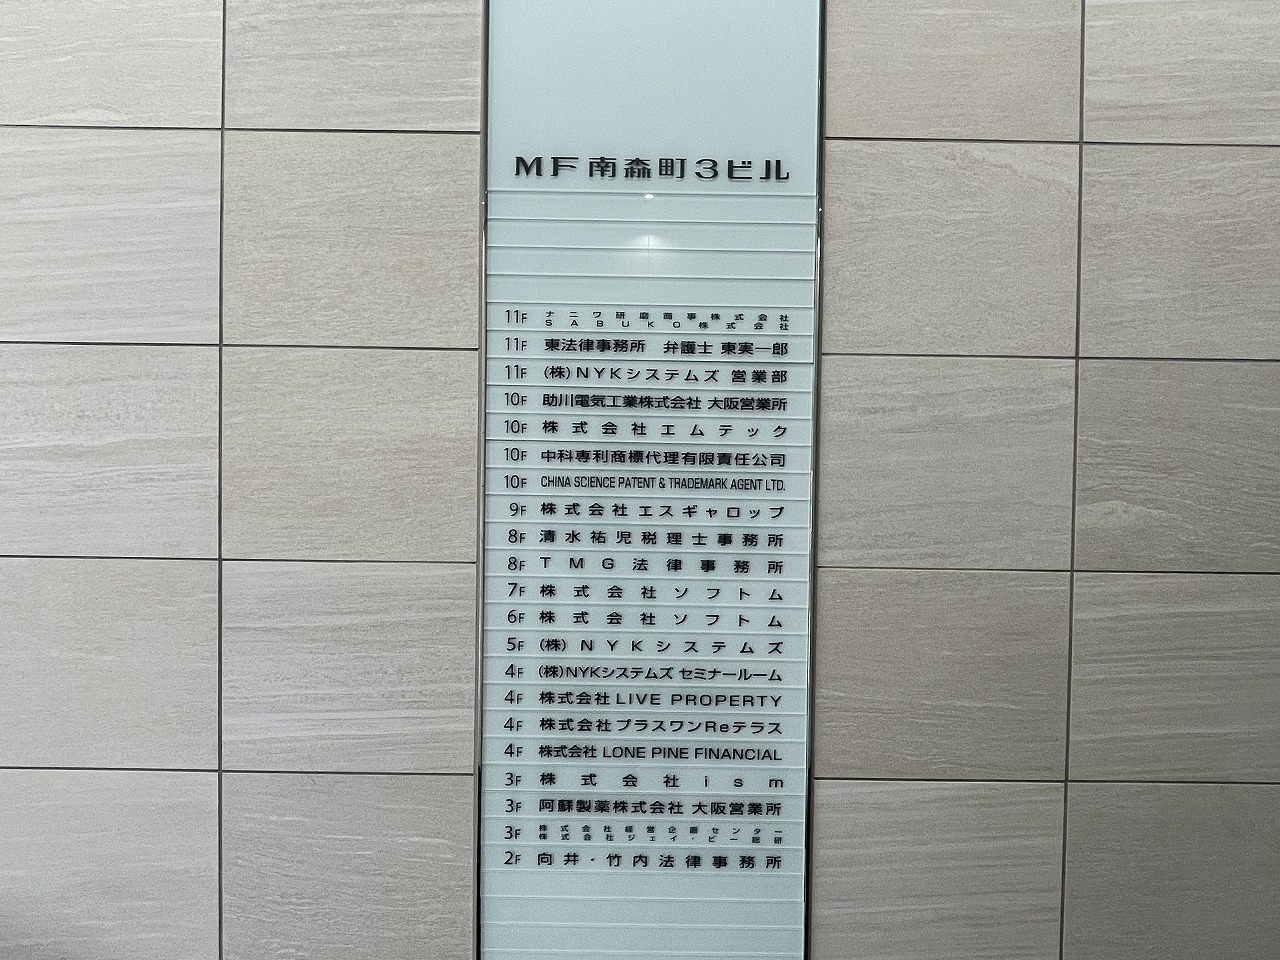 MF南森町3ビル
11F ナニワ研磨商事株式会社
SABUKO株式会社
11F 東法律事務所 弁護士 東実一郎
11F (株)NYKシステムズ 営業部
10F 助川電気工業株式会社 大阪営業所
10F 株式会社エムテック
10F 中科専利商標代理有限責任公司
10F CHINA SCIENCE PATENT & TRADEMARK AGENT LTD.
9F 株式会社エスギャロップ
8F 清水祐児税理士事務所
8F TMG法律事務所
7F 株式会社ソフトム
6F 株式会社ソフトム
5F (株)NYKシステムズ
4F (株)NYKシステムズ セミナールーム
4F 株式会社LIVE PROPERTY
4F 株式会社プラスワンReテラス
4F 株式会社 LONE PINE FINANCIAL
3F 株式会社ism
3F 阿蘇製薬株式会社 大阪営業所
3F 株式会社経営企画センター
株式会社ジェイ・ビー総研
2F 向井・竹内法律事務所